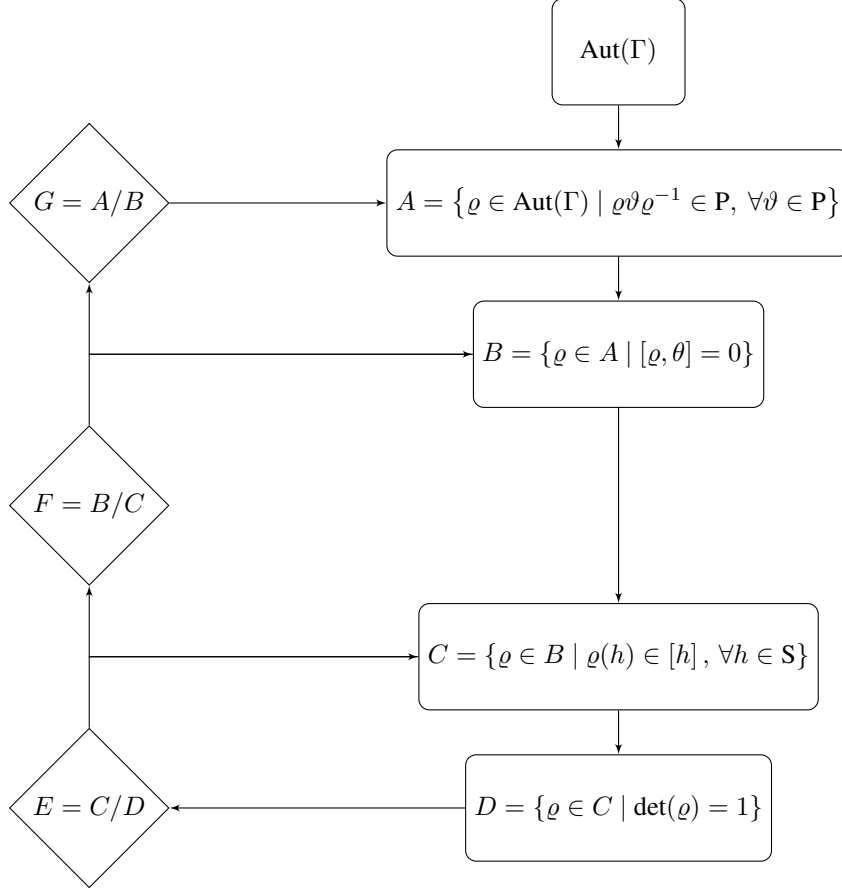 Aut(Γ)
G = A/B
A = {ϱ ∈ Aut(Γ) | ϱϑϱ⁻¹ ∈ P, ∀ϑ ∈ P}
B = {ϱ ∈ A | [ϱ, θ] = 0}
F = B/C
C = {ϱ ∈ B | ϱ(h) ∈ [h] , ∀h ∈ S}
E = C/D
D = {ϱ ∈ C | det(ϱ) = 1}